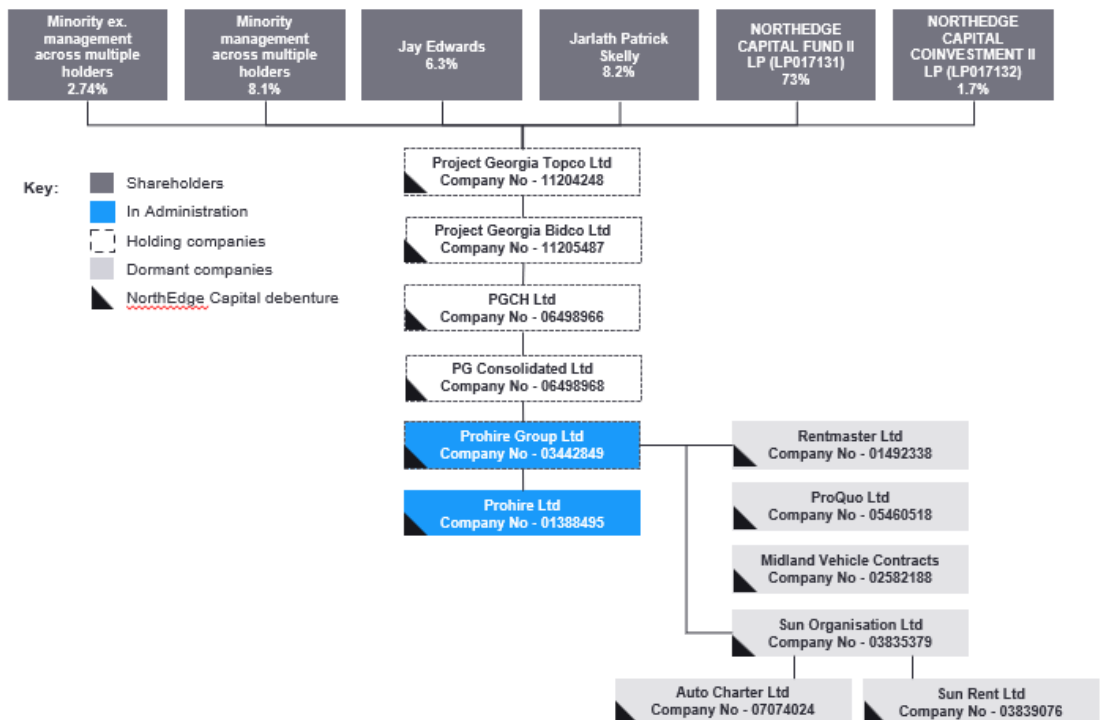 Minority ex.
management
across multiple
holders
2.74%
Minority
management
across multiple
holders
8.1%
Jay Edwards
6.3%
Jarlath Patrick
Skelly
8.2%
NORTHEDGE
CAPITAL FUND II
LP (LP017131)
73%
NORTHEDGE
CAPITAL
COINVESTMENT II
LP (LP017132)
1.7%
Project Georgia Topco Ltd
Company No - 11204248
Key:
Shareholders
In Administration
Holding companies
Dormant companies
NorthEdge Capital debenture
Project Georgia Bidco Ltd
Company No - 11205487
PGCH Ltd
Company No - 06498966
PG Consolidated Ltd
Company No - 06498968
Prohire Group Ltd
Company No - 03442849
Rentmaster Ltd
Company No - 01492338
Prohire Ltd
Company No - 01388495
ProQuo Ltd
Company No - 05460518
Midland Vehicle Contracts
Company No - 02582188
Sun Organisation Ltd
Company No - 03835379
Auto Charter Ltd
Company No - 07074024
Sun Rent Ltd
Company No - 03839076